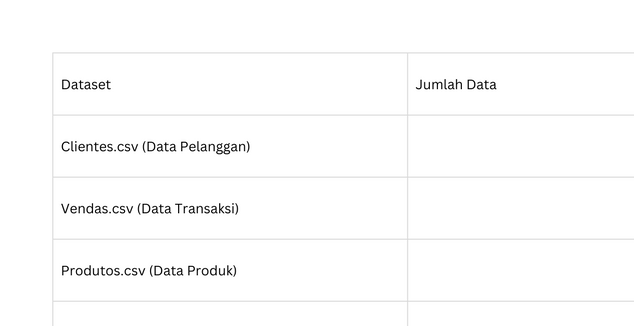 Dataset
Jumlah Data
Clientes.csv (Data Pelanggan)
Vendas.csv (Data Transaksi)
Produtos.csv (Data Produk)